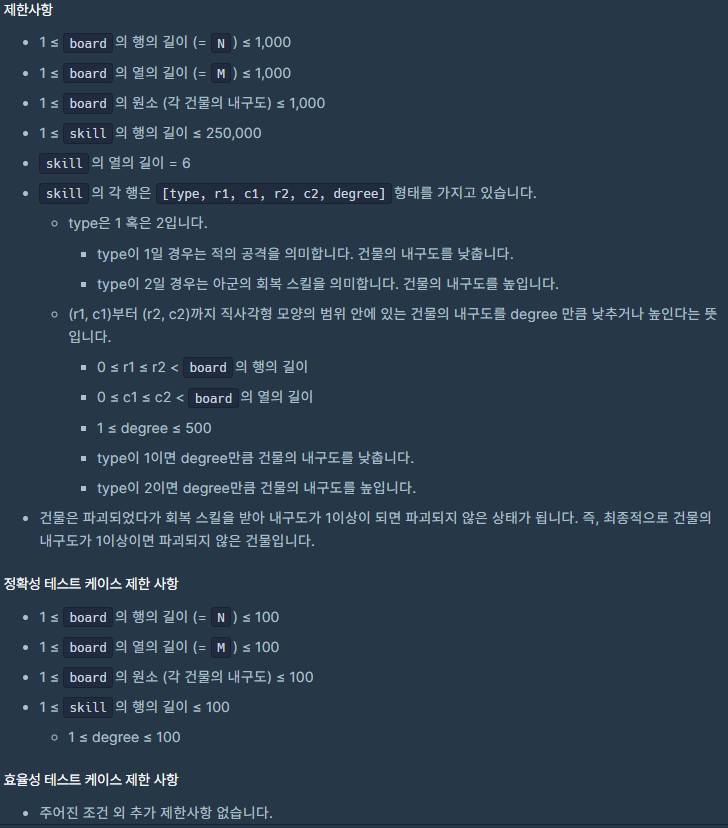 제한사항
• 1 ≤ board 의 행의 길이 (= N ) ≤ 1,000
• 1 ≤ board 의 열의 길이 (= M ) ≤ 1,000
• 1 ≤ board 의 원소 (각 건물의 내구도) ≤ 1,000
• 1 ≤ skill 의 행의 길이 ≤ 250,000
• skill 의 열의 길이 = 6
• skill 의 각 행은 [type, r1, c1, r2, c2, degree] 형태를 가지고 있습니다.
◦ type은 1 혹은 2입니다.
▪ type이 1일 경우는 적의 공격을 의미합니다. 건물의 내구도를 낮춥니다.
▪ type이 2일 경우는 아군의 회복 스킬을 의미합니다. 건물의 내구도를 높입니다.
◦ (r1, c1)부터 (r2, c2)까지 직사각형 모양의 범위 안에 있는 건물의 내구도를 degree 만큼 낮추거나 높인다는 뜻
입니다.
▪ 0 ≤ r1 ≤ r2 < board 의 행의 길이
▪ 0 ≤ c1 ≤ c2 < board 의 열의 길이
▪ 1 ≤ degree ≤ 500
▪ type이 1이면 degree만큼 건물의 내구도를 낮춥니다.
▪ type이 2이면 degree만큼 건물의 내구도를 높입니다.
• 건물은 파괴되었다가 회복 스킬을 받아 내구도가 1이상이 되면 파괴되지 않은 상태가 됩니다. 즉, 최종적으로 건물의
내구도가 1이상이면 파괴되지 않은 건물입니다.
정확성 테스트 케이스 제한 사항
• 1 ≤ board 의 행의 길이 (= N ) ≤ 100
• 1 ≤ board 의 열의 길이 (= M ) ≤ 100
• 1 ≤ board 의 원소 (각 건물의 내구도) ≤ 100
• 1 ≤ skill 의 행의 길이 ≤ 100
◦ 1 ≤ degree ≤ 100
효율성 테스트 케이스 제한 사항
• 주어진 조건 외 추가 제한사항 없습니다.